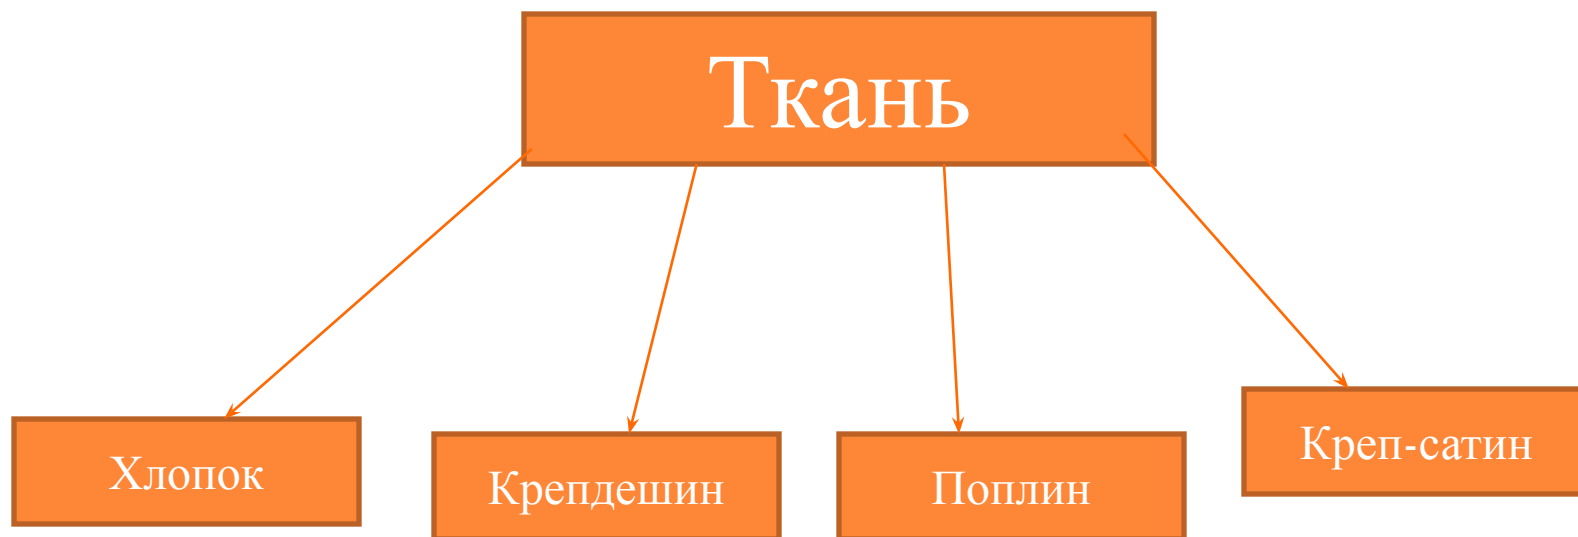 Ткань
Хлопок
Крепдешин
Поплин
Креп-сатин